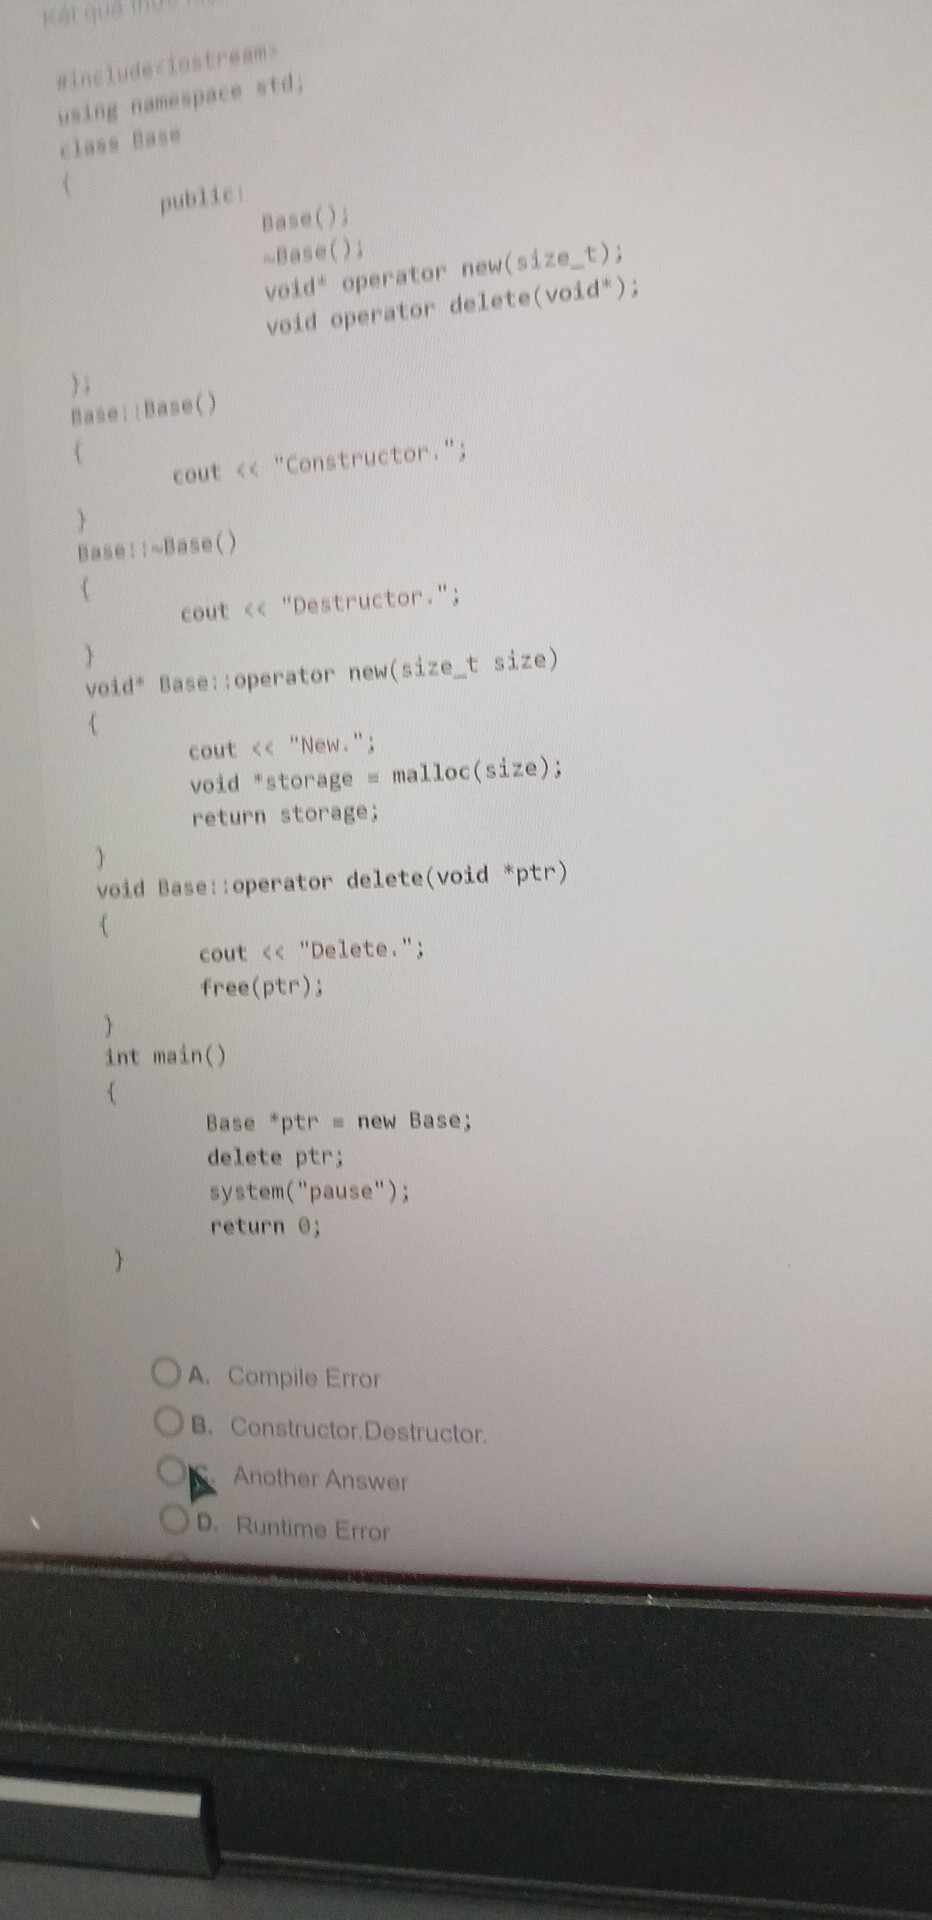 Kết quả
#include<iostream>
using namespace std;
class Base
{
public:
Base();
~Base();
void* operator new(size_t);
void operator delete(void*);
};
Base::Base()
{
cout << "Constructor.";
}
Base::~Base()
{
cout << "Destructor.";
}
void* Base::operator new(size_t size)
{
cout << "New.";
void *storage = malloc(size);
return storage;
}
void Base::operator delete(void *ptr)
{
cout << "Delete.";
free(ptr);
}
int main()
{
Base *ptr = new Base;
delete ptr;
system("pause");
return 0;
}
A. Compile Error
B. Constructor.Destructor.
Another Answer
D. Runtime Error